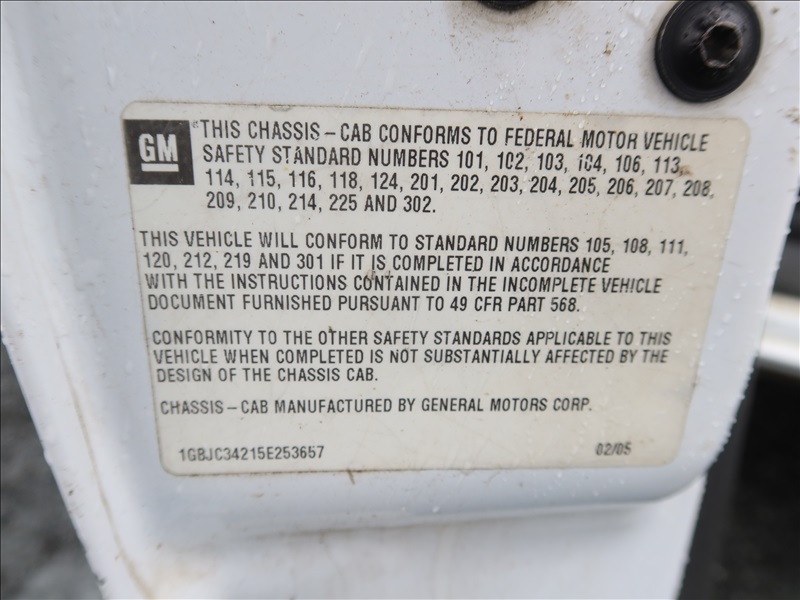 GM
THIS CHASSIS-CAB CONFORMS TO FEDERAL MOTOR VEHICLE
SAFETY STANDARD NUMBERS 101, 102, 103, 104, 106, 113,
114, 115, 116, 118, 124, 201, 202, 203, 204, 205, 206, 207, 208,
209, 210, 214, 225 AND 302.
THIS VEHICLE WILL CONFORM TO STANDARD NUMBERS 105, 108, 111,
120, 212, 219 AND 301 IF IT IS COMPLETED IN ACCORDANCE
WITH THE INSTRUCTIONS CONTAINED IN THE INCOMPLETE VEHICLE
DOCUMENT FURNISHED PURSUANT TO 49 CFR PART 568.
CONFORMITY TO THE OTHER SAFETY STANDARDS APPLICABLE TO THIS
VEHICLE WHEN COMPLETED IS NOT SUBSTANTIALLY AFFECTED BY THE
DESIGN OF THE CHASSIS CAB.
CHASSIS-CAB MANUFACTURED BY GENERAL MOTORS CORP.
1GBJC34215E253657 02/05